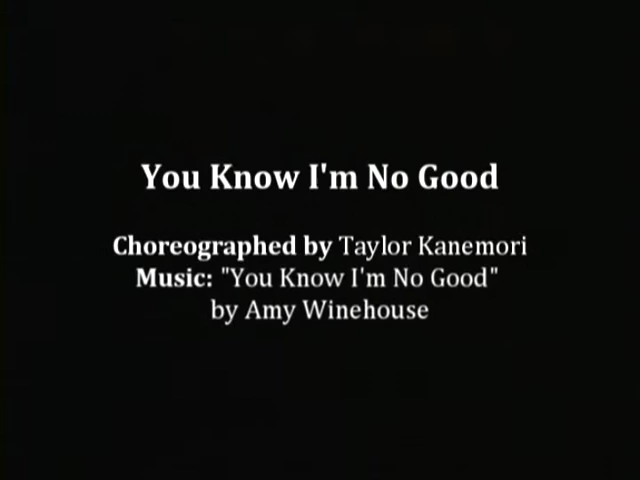 You Know I'm No Good
Choreographed by Taylor Kanemori
Music: "You Know I'm No Good"
by Amy Winehouse